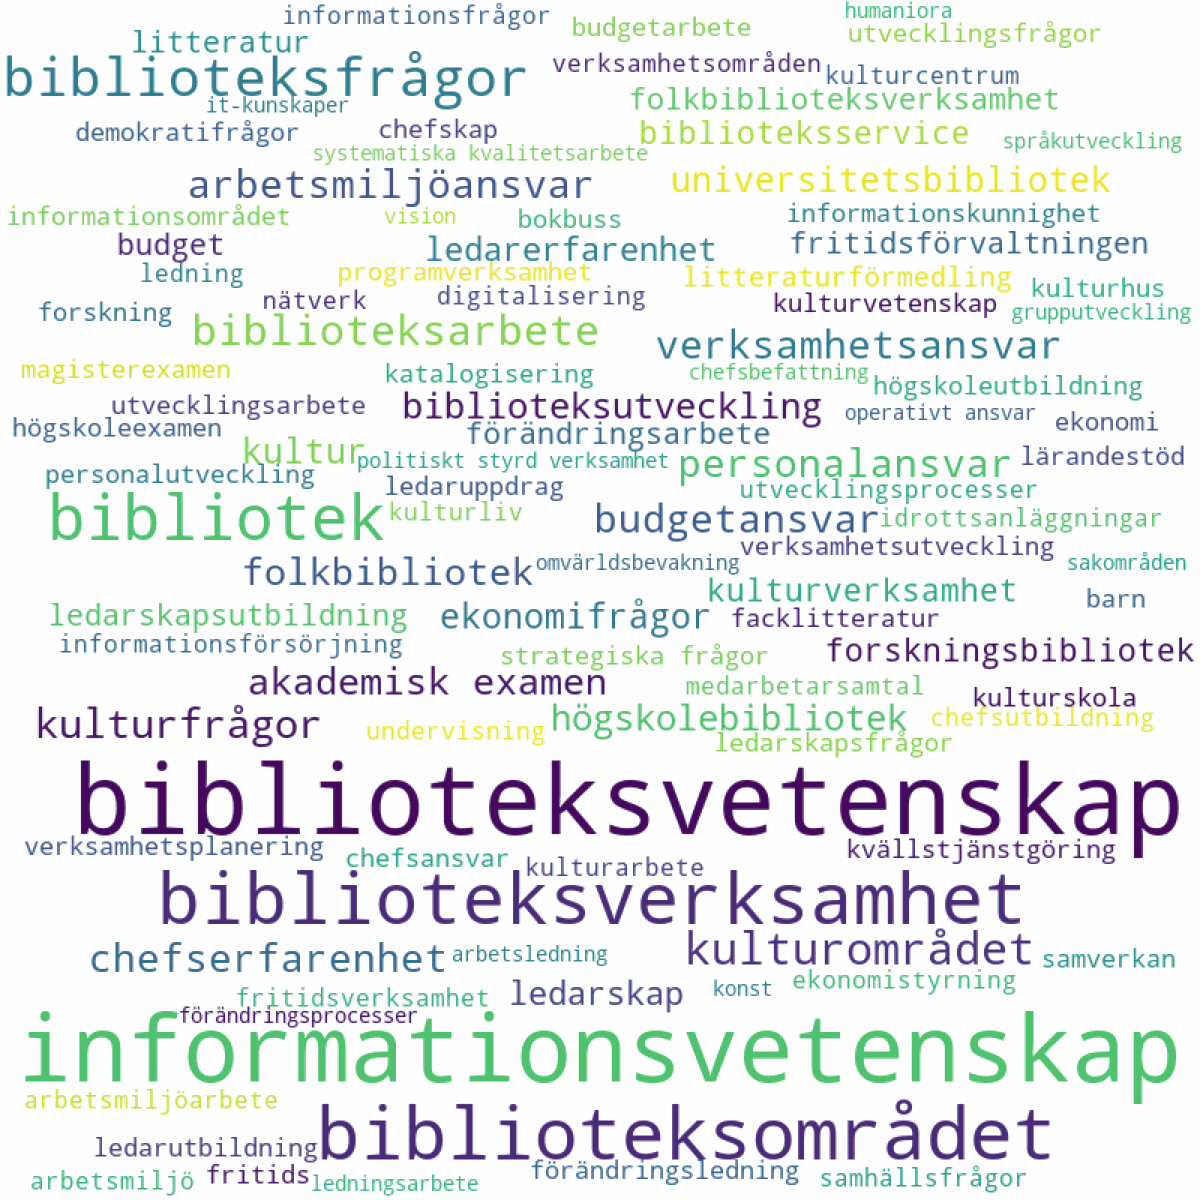 informationsfrågor
humaniora
budgetarbete
utvecklingsfrågor
litteratur
verksamhetsområden
biblioteksfrågor
kulturcentrum
it-kunskaper
folkbiblioteksverksamhet
demokratifrågor
chefskap
biblioteksservice
språkutveckling
systematiska kvalitetsarbete
arbetsmiljöansvar
universitetsbibliotek
informationsområdet
vision
bokbuss
informationskunnighet
budget
ledarerfarenhet
fritidsförvaltningen
ledning
programverksamhet
litteraturförmedling
kulturhus
nätverk
digitalisering
kulturvetenskap
forskning
grupputveckling
biblioteksarbete
verksamhetsansvar
magisterexamen
katalogisering
chefsbefattning
högskoleutbildning
utvecklingsarbete
biblioteksutveckling
operativt ansvar
ekonomi
högskoleexamen
förändringsarbete
kultur
politiskt styrd verksamhet
personalansvar
lärandestöd
personalutveckling
ledaruppdrag
utvecklingsprocesser
bibliotek
kulturliv
budgetansvar
idrottsanläggningar
verksamhetsutveckling
folkbibliotek
omvärldsbevakning
sakområden
kulturverksamhet
barn
ledarskapsutbildning
ekonomifrågor
facklitteratur
informationsförsörjning
strategiska frågor
forskningsbibliotek
akademisk examen
medarbetarsamtal
kulturskola
kulturfrågor
undervisning
högskolebibliotek
chefsutbildning
ledarskapsfrågor
biblioteksvetenskap
verksamhetsplanering
chefsansvar
kulturarbete
kvällstjänstgöring
biblioteksverksamhet
chefserfarenhet
arbetsledning
kulturområdet
samverkan
fritidsverksamhet
ledarskap
konst
ekonomistyrning
förändringsprocesser
informationsvetenskap
arbetsmiljöarbete
biblioteksområdet
ledarutbildning
arbetsmiljö
fritids
ledningsarbete
förändringsledning
samhällsfrågor